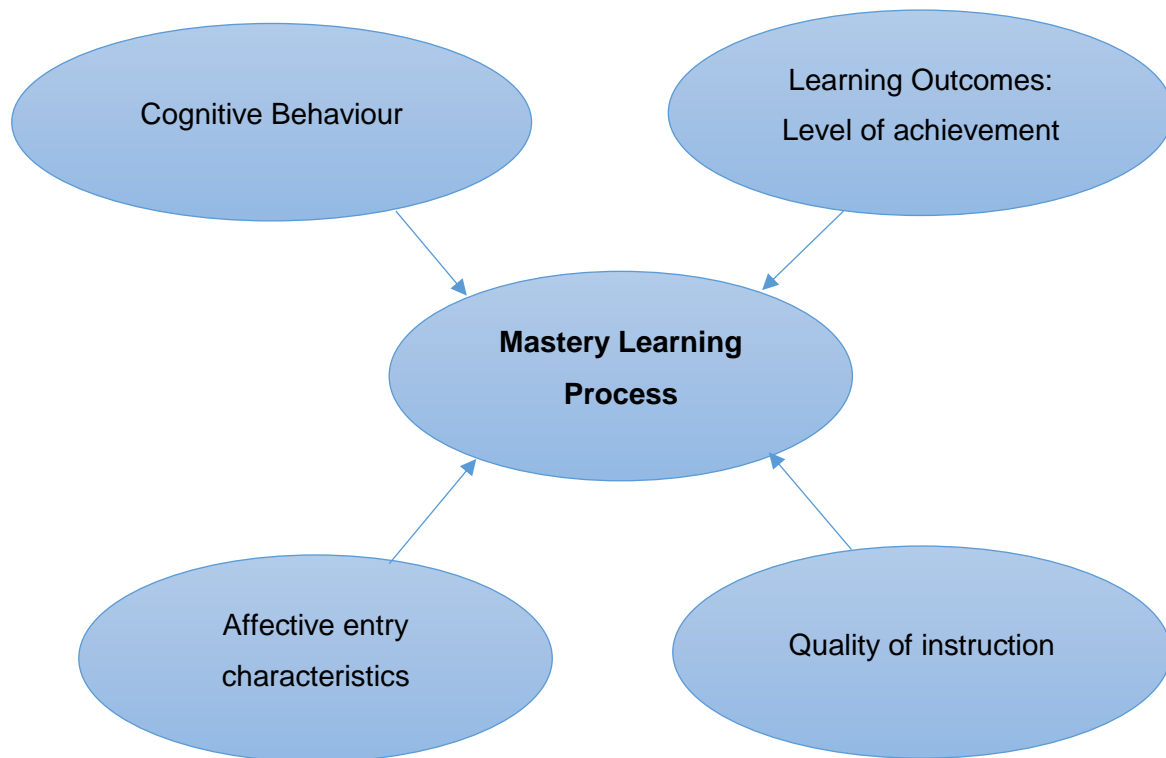 Cognitive Behaviour
Learning Outcomes:
Level of achievement
Mastery Learning
Process
Affective entry
characteristics
Quality of instruction